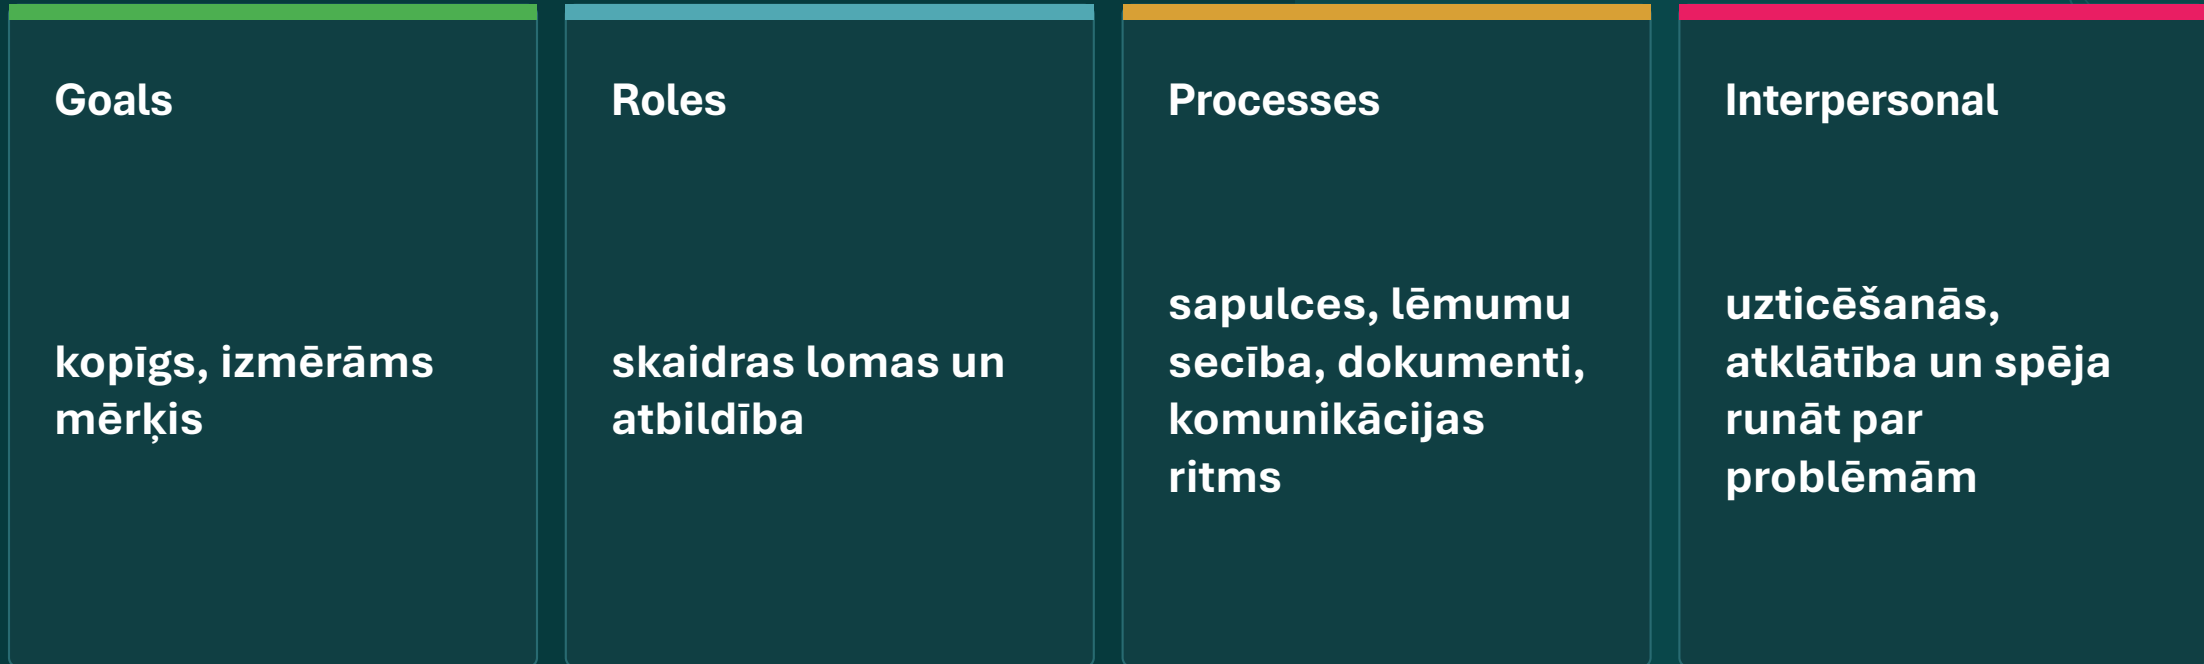 Goals
kopīgs, izmērāms
mērķis
Roles
skaidras lomas un
atbildība
Processes
sapulces, lēmumu
secība, dokumenti,
komunikācijas
ritms
Interpersonal
uzticēšanās,
atklātība un spēja
runāt par
problēmām